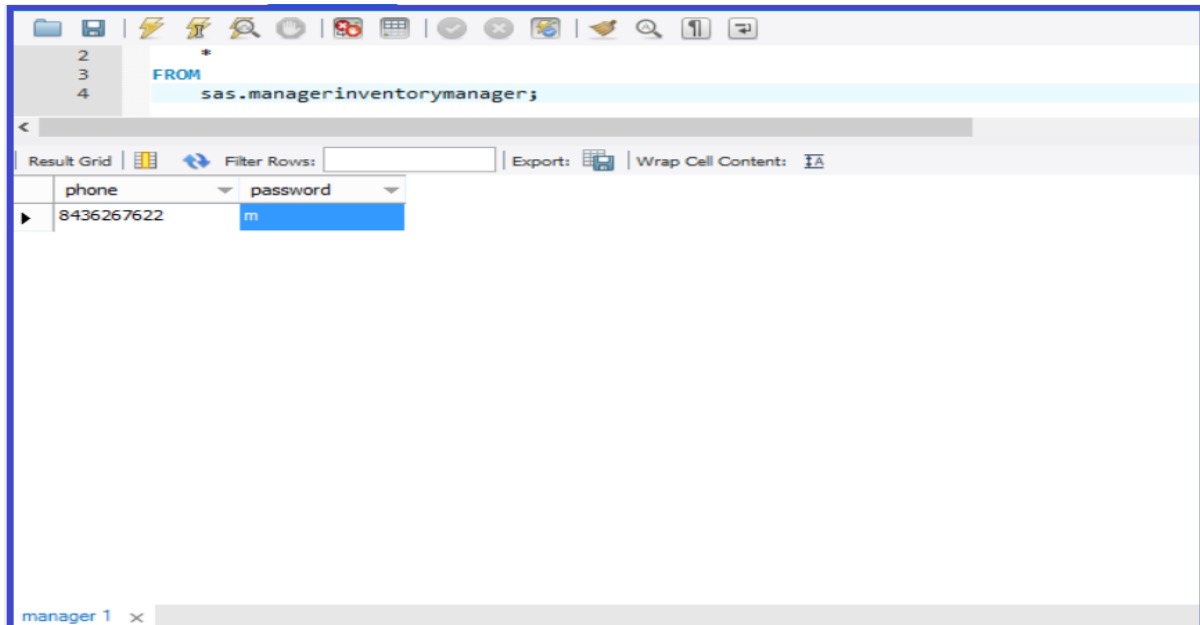 2 *
3 FROM
4 sas.managerinventorymanager;
Result Grid Filter Rows: Export: Wrap Cell Content: IA
phone password
8436267622 m
manager 1